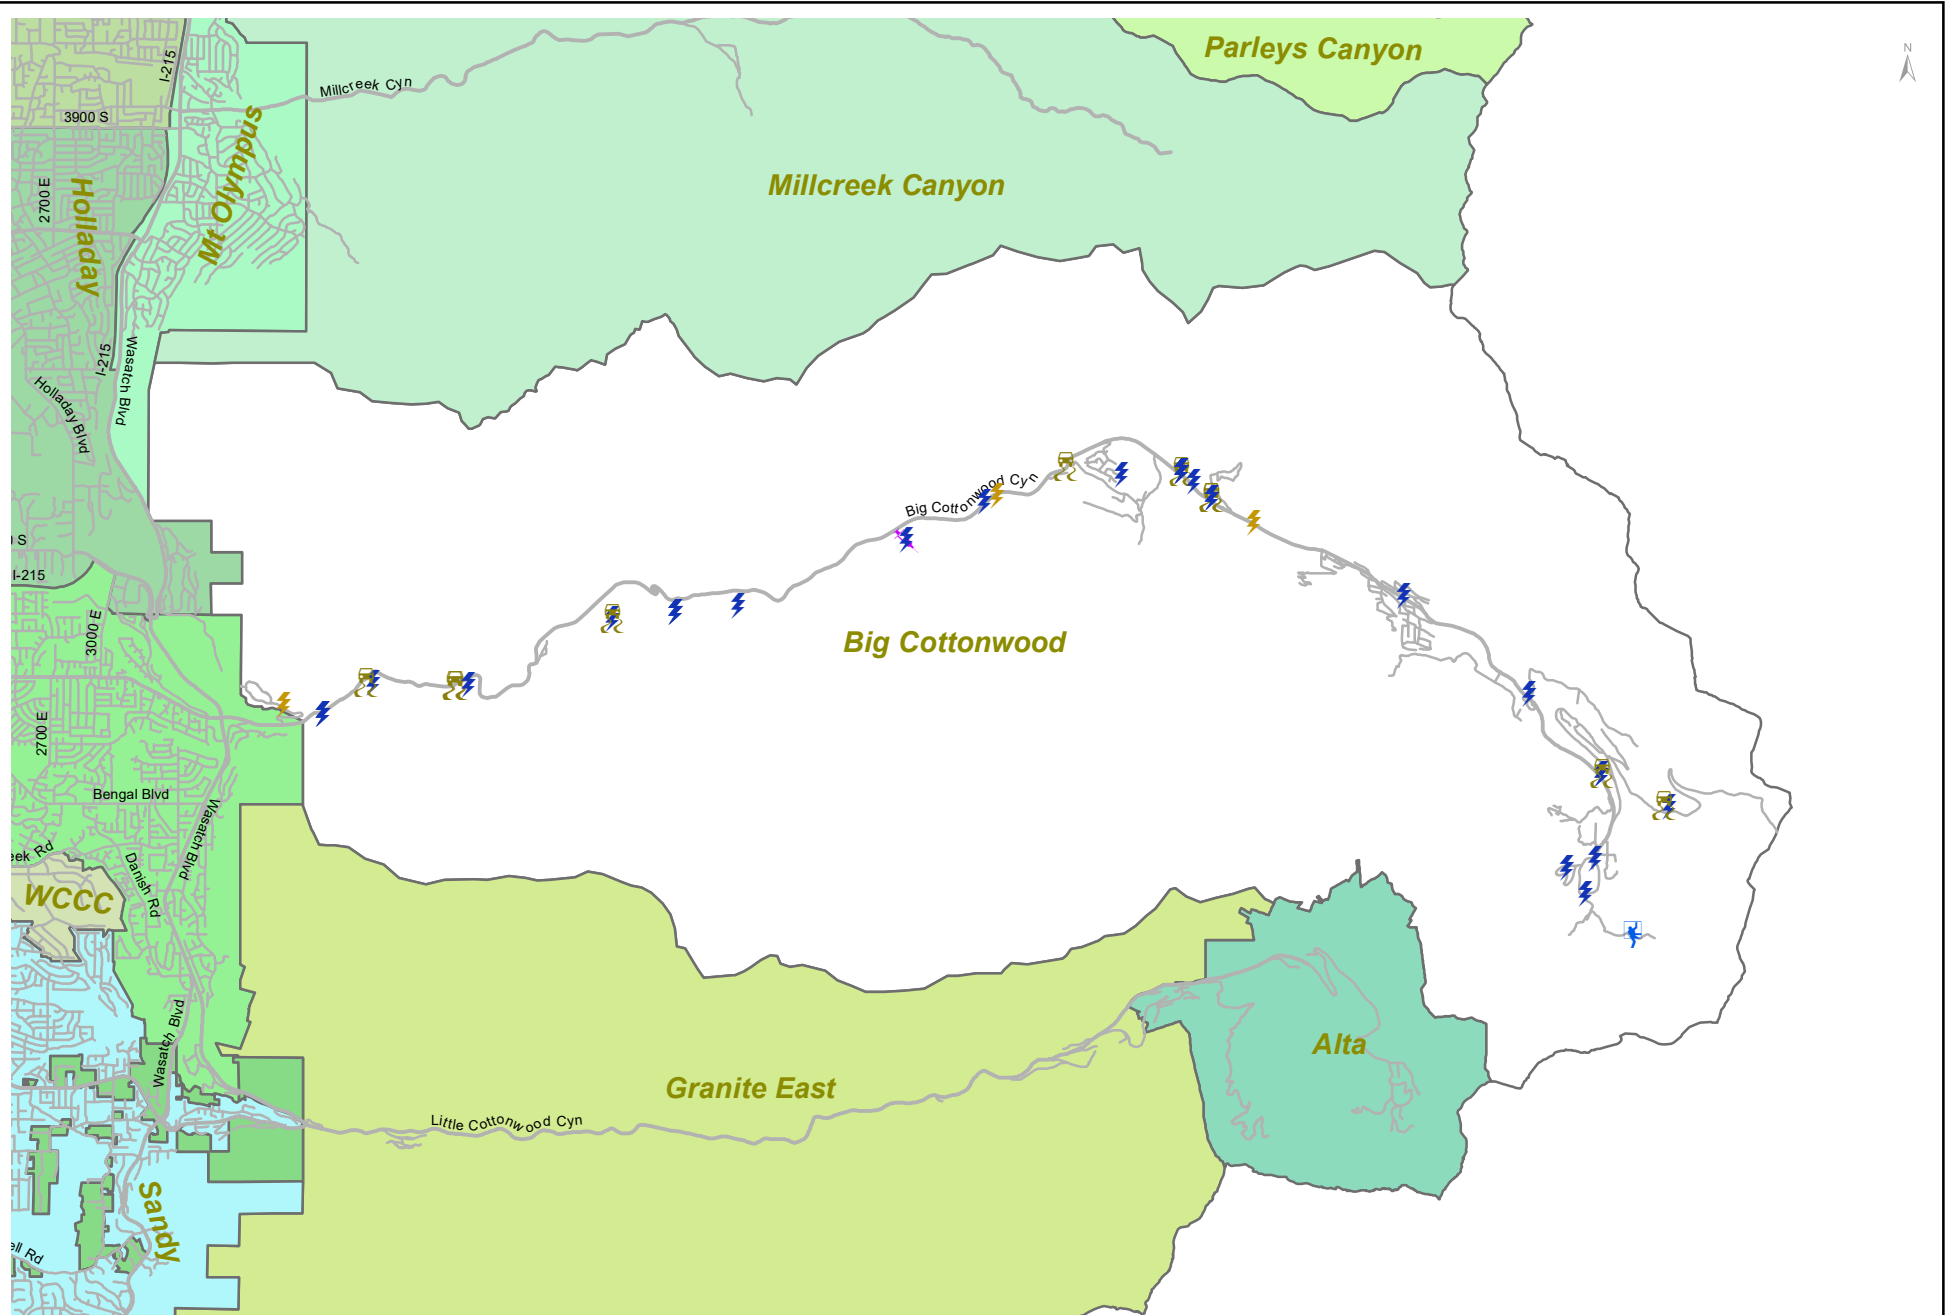 Parleys Canyon
N
I-215
Millcreek Cyn
3900 S
Mt Olympus
Millcreek Canyon
2700 E
Holladay
I-215
Wasatch Blvd
Holladay Blvd
Big Cottonwood Cyn
S
I-215
3000 E
Big Cottonwood
2700 E
Bengal Blvd
Wasatch Blvd
eek Rd
Danish Rd
WCCC
Wasatch Blvd
Alta
Granite East
Little Cottonwood Cyn
Sandy
ell Rd